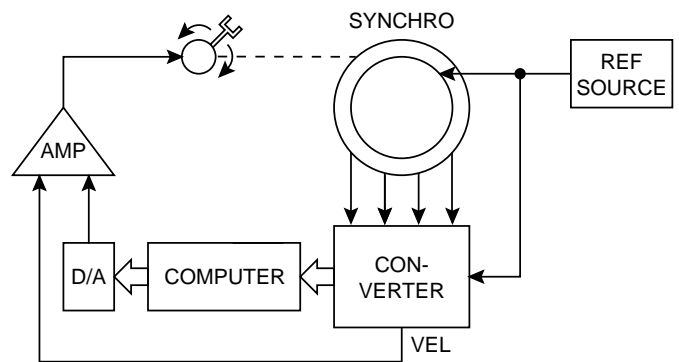 SYNCHRO
REF
SOURCE
AMP
D/A
COMPUTER
CON-
VERTER
VEL